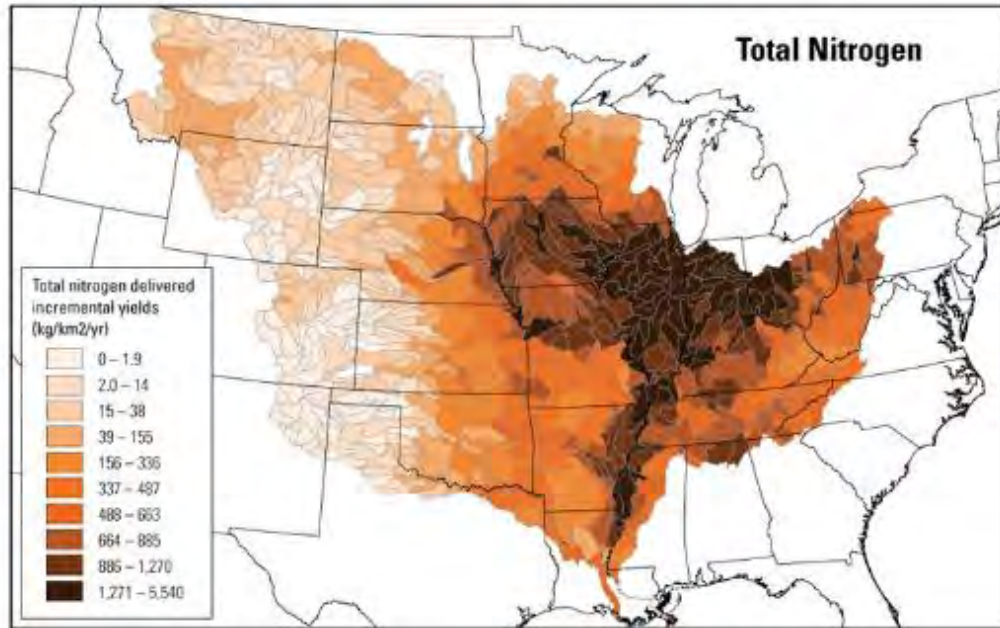 Total Nitrogen
Total nitrogen delivered
incremental yields
(kg/km2/yr)
0 – 1.9
2.0 – 14
15 – 38
39 – 155
156 – 336
337 – 487
488 – 663
664 – 885
886 – 1,270
1,271 – 5,540